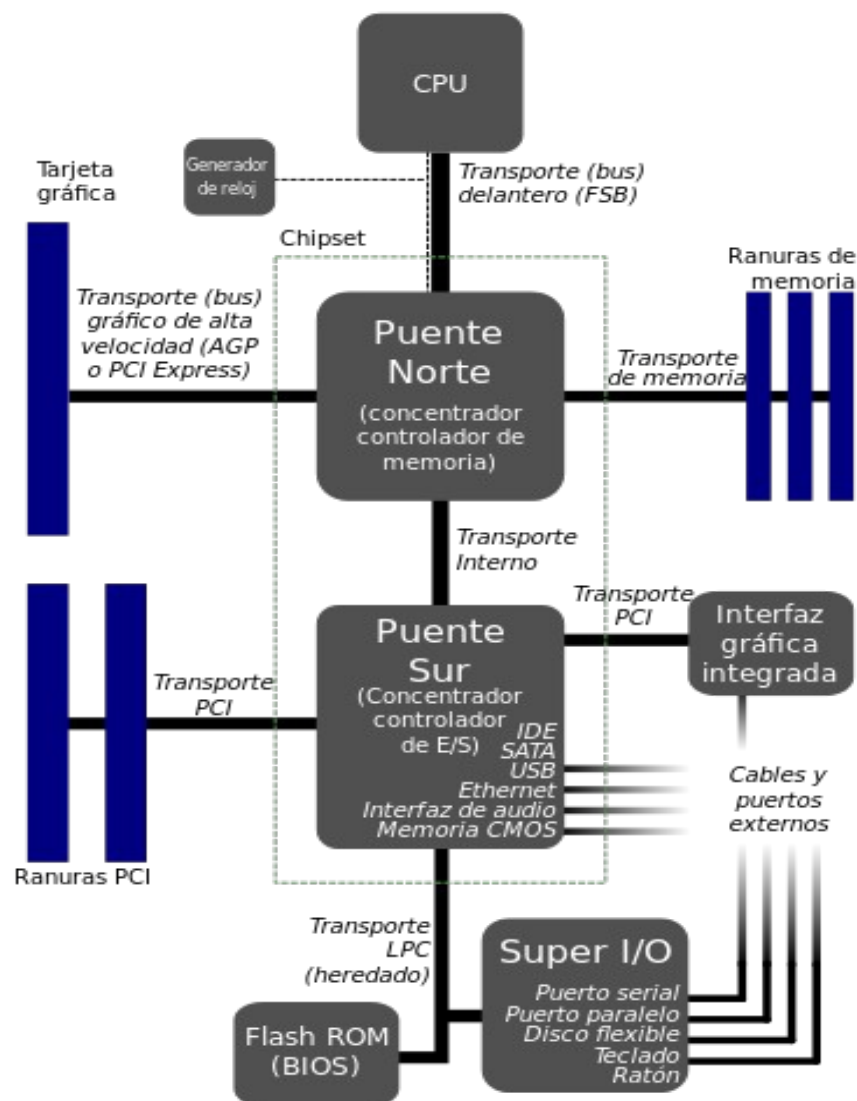 CPU
Generador
de reloj
Transporte (bus)
delantero (FSB)
Tarjeta
gráfica
Chipset
Ranuras de
memoria
Transporte (bus)
gráfico de alta
velocidad (AGP
o PCI Express)
Puente
Norte
(concentrador
controlador de
memoria)
Transporte
de memoria
Transporte
Interno
Transporte
PCI
Interfaz
gráfica
integrada
Puente
Sur
(Concentrador
controlador
de E/S)
IDE
SATA
USB
Ethernet
Interfaz de audio
Memoria CMOS
Transporte
PCI
Ranuras PCI
Cables y
puertos
externos
Transporte
LPC
(heredado)
Super I/O
Puerto serial
Puerto paralelo
Disco flexible
Teclado
Ratón
Flash ROM
(BIOS)